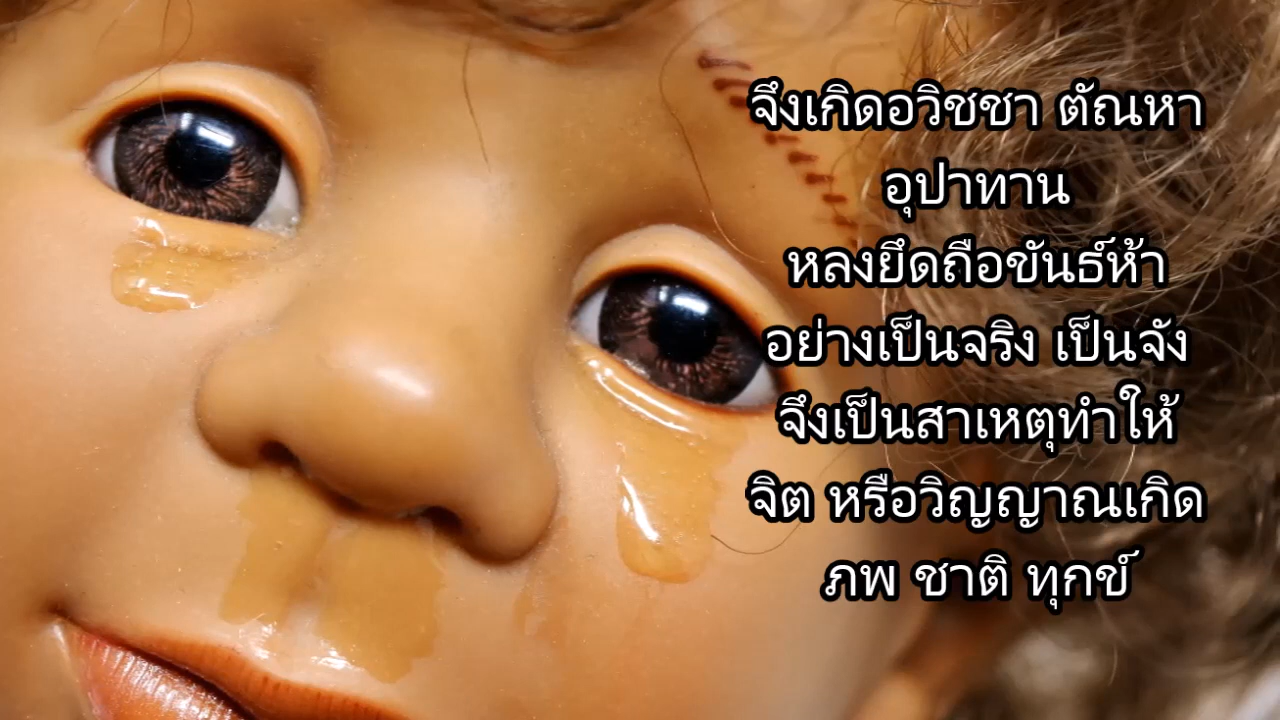 จึงเกิดอวิชชา ตัณหา
อุปาทาน
หลงยึดถือขันธ์ห้า
อย่างเป็นจริง เป็นจัง
จึงเป็นสาเหตุทำให้
จิต หรือวิญญาณเกิด
ภพ ชาติ ทุกข์